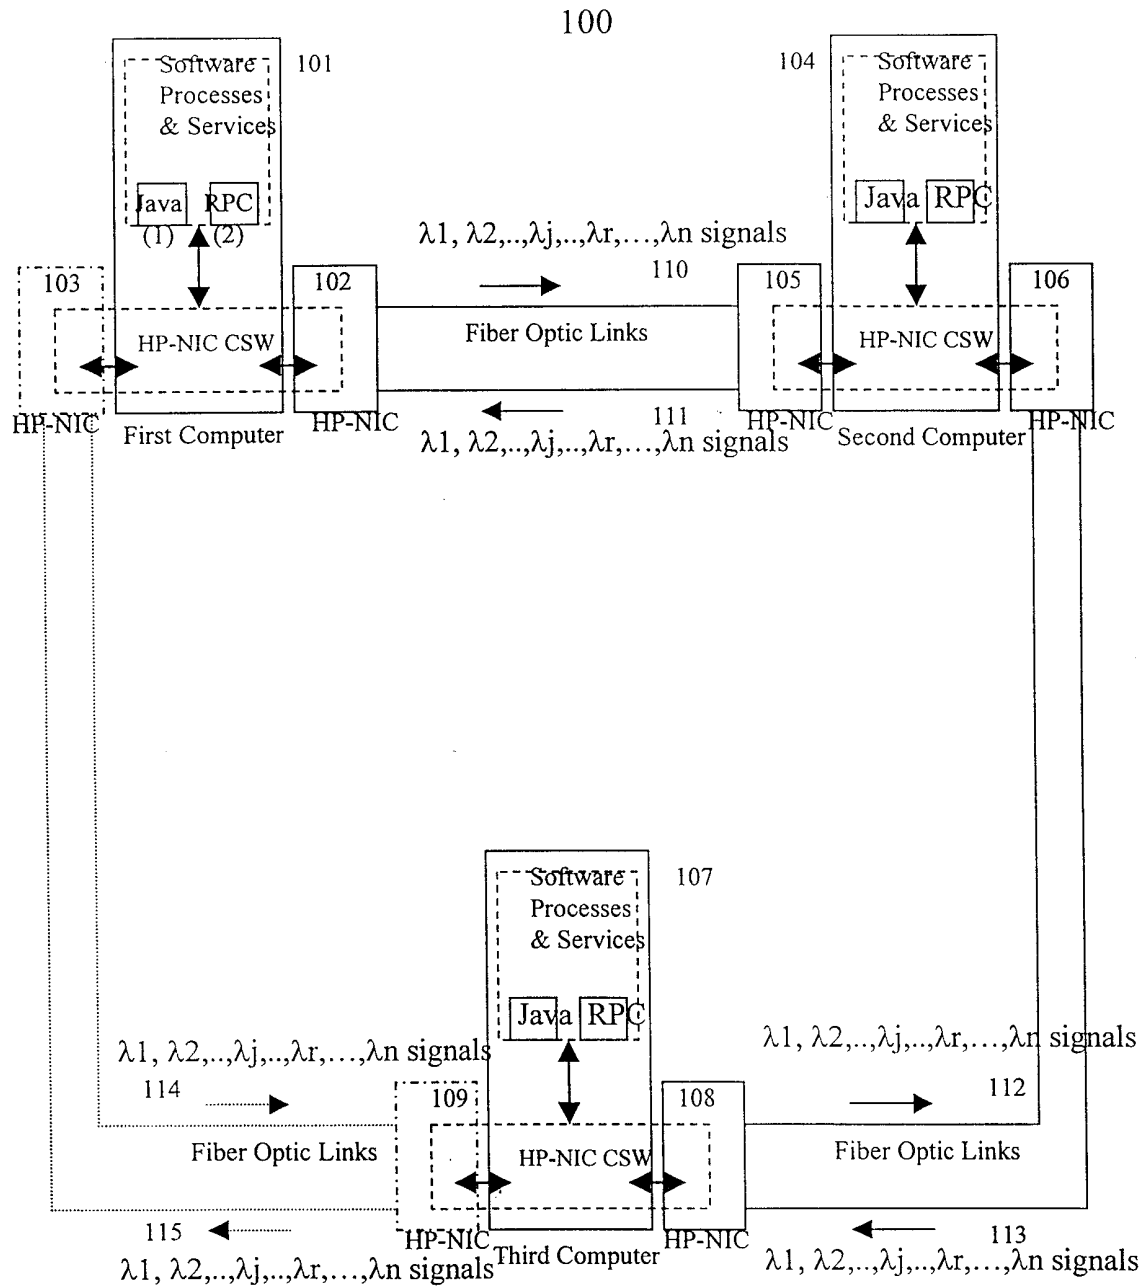 100
Software
Processes
& Services
101
Java
(1)
RPC
(2)
104
Software
Processes
& Services
Java
RPC
λ1, λ2,..,λj,..,λr,...,λn signals
110
103
102
105
106
HP-NIC CSW
Fiber Optic Links
HP-NIC CSW
HP-NIC
First Computer
HP-NIC
111
HP-NIC
Second Computer
HP-NIC
λ1, λ2,..,λj,..,λr,...,λn signals
Software
Processes
& Services
107
Java
RPC
λ1, λ2,..,λj,..,λr,...,λn signals
114
λ1, λ2,..,λj,..,λr,...,λn signals
112
109
108
Fiber Optic Links
HP-NIC CSW
Fiber Optic Links
115
HP-NIC
Third Computer
HP-NIC
113
λ1, λ2,..,λj,..,λr,...,λn signals
λ1, λ2,..,λj,..,λr,...,λn signals